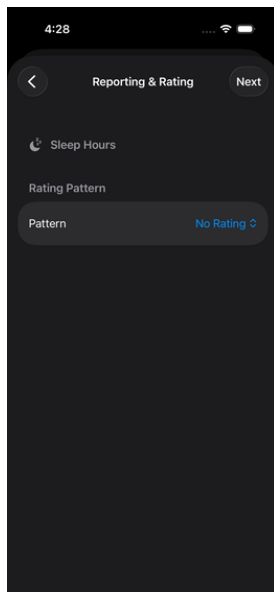 4:28
Reporting & Rating
Next
Sleep Hours
Rating Pattern
Pattern
No Rating